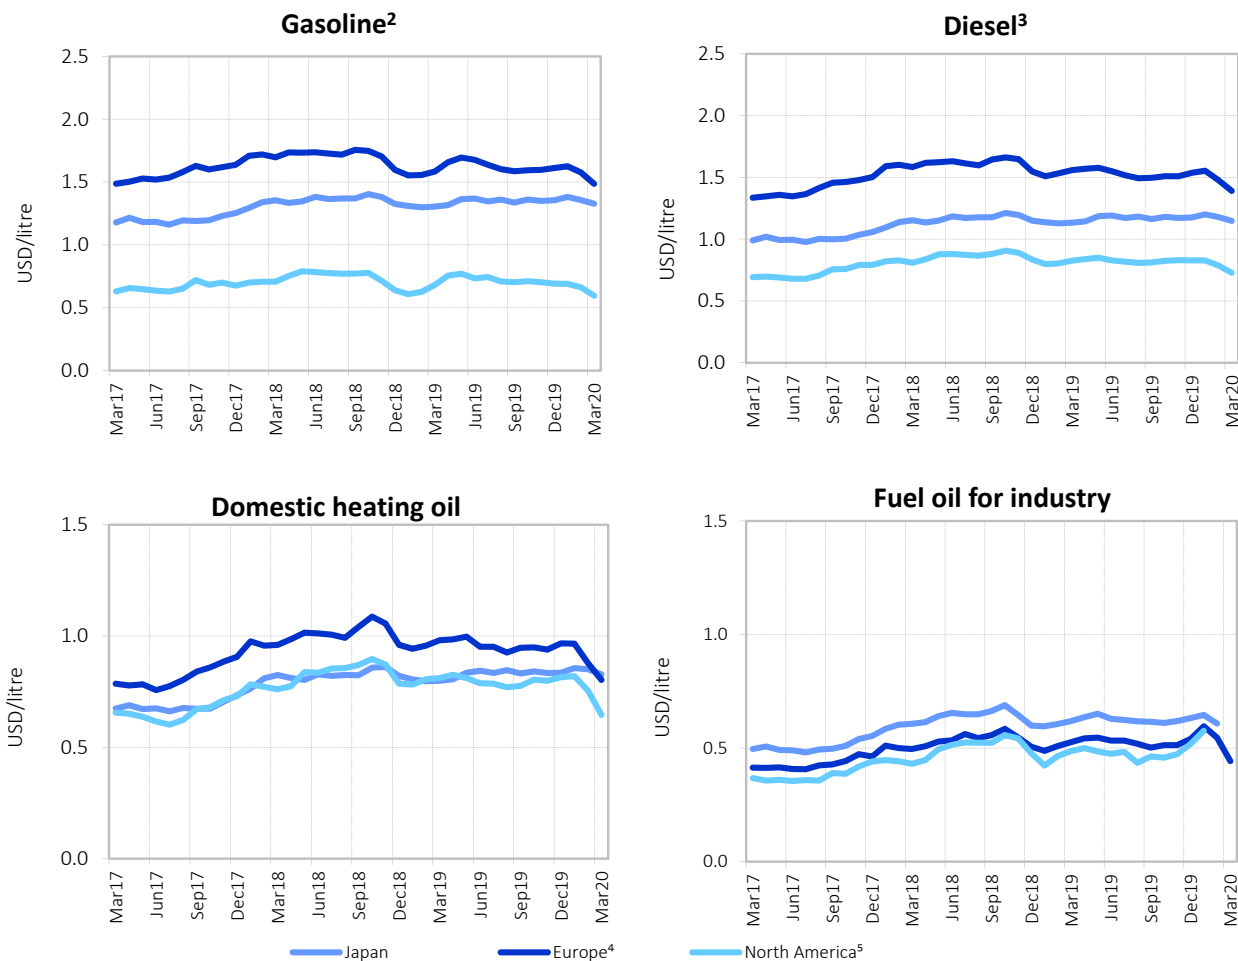 Gasoline²
2.5
2.0
1.5
1.0
0.5
0.0
USD/litre
Mar17
Jun17
Sep17
Dec17
Mar18
Jun18
Sep18
Dec18
Mar19
Jun19
Sep19
Dec19
Mar20
Diesel³
2.5
2.0
1.5
1.0
0.5
0.0
USD/litre
Mar17
Jun17
Sep17
Dec17
Mar18
Jun18
Sep18
Dec18
Mar19
Jun19
Sep19
Dec19
Mar20
Domestic heating oil
1.5
1.0
0.5
0.0
USD/litre
Mar17
Jun17
Sep17
Dec17
Mar18
Jun18
Sep18
Dec18
Mar19
Jun19
Sep19
Dec19
Mar20
Fuel oil for industry
1.5
1.0
0.5
0.0
USD/litre
Mar17
Jun17
Sep17
Dec17
Mar18
Jun18
Sep18
Dec18
Mar19
Jun19
Sep19
Dec19
Mar20
Japan
Europe⁴
North America⁵